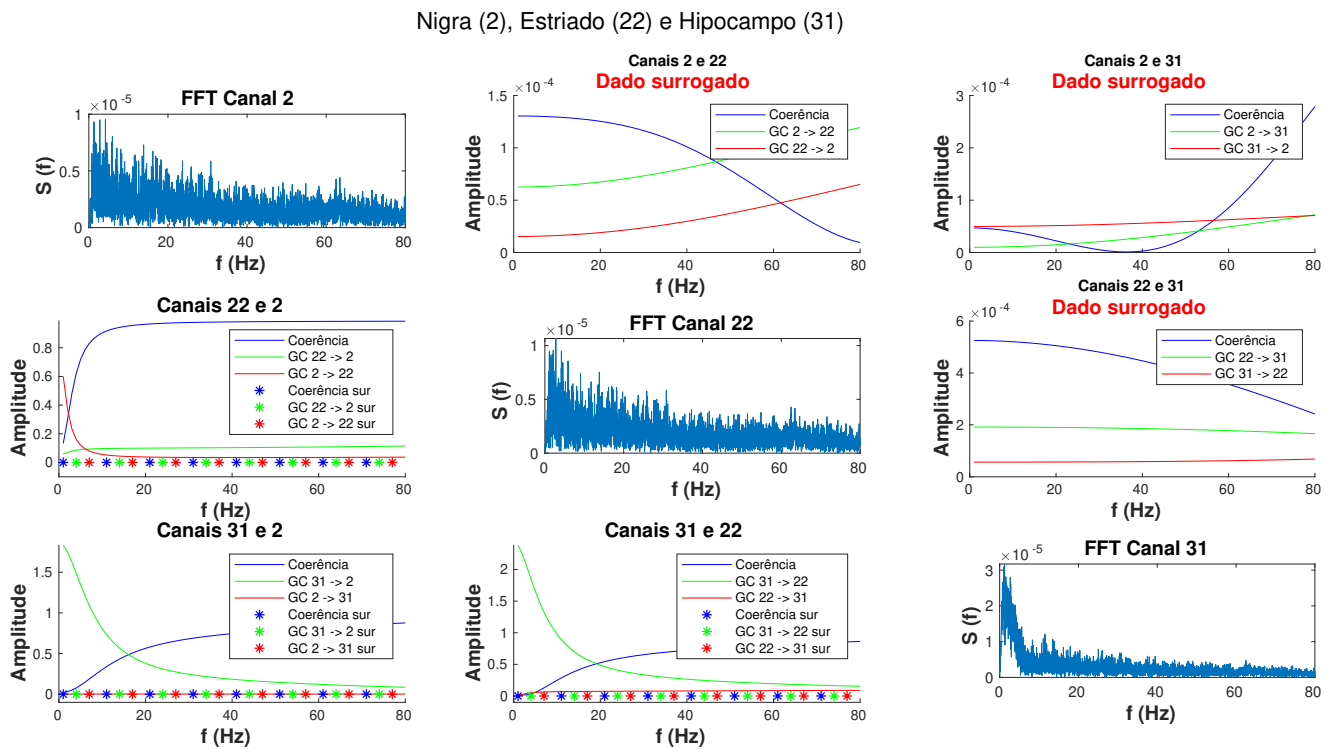 Nigra (2), Estriado (22) e Hipocampo (31)
FFT Canal 2
×10^-5
S (f)
1
0.5
0
0 20 40 60 80
f (Hz)
Canais 2 e 22
Dado surrogado
×10^-4
Amplitude
1.5
1
0.5
0
0 20 40 60 80
f (Hz)
Coerência
GC 2 -> 22
GC 22 -> 2
Canais 2 e 31
Dado surrogado
×10^-4
Amplitude
4
3
2
1
0
0 20 40 60 80
f (Hz)
Coerência
GC 2 -> 31
GC 31 -> 2
Canais 22 e 2
Amplitude
0.8
0.6
0.4
0.2
0
0 20 40 60 80
f (Hz)
Coerência
GC 22 -> 2
GC 2 -> 22
Coerência sur
GC 22 -> 2 sur
GC 2 -> 22 sur
FFT Canal 22
×10^-5
S (f)
1
0.5
0
0 20 40 60 80
f (Hz)
Canais 22 e 31
Dado surrogado
×10^-4
Amplitude
6
4
2
0
0 20 40 60 80
f (Hz)
Coerência
GC 22 -> 31
GC 31 -> 22
Canais 31 e 2
Amplitude
1.5
1
0.5
0
0 20 40 60 80
f (Hz)
Coerência
GC 31 -> 2
GC 2 -> 31
Coerência sur
GC 31 -> 2 sur
GC 2 -> 31 sur
Canais 31 e 22
Amplitude
2
1.5
1
0.5
0
0 20 40 60 80
f (Hz)
Coerência
GC 31 -> 22
GC 22 -> 31
Coerência sur
GC 31 -> 22 sur
GC 22 -> 31 sur
FFT Canal 31
×10^-5
S (f)
3
2
1
0
0 20 40 60 80
f (Hz)